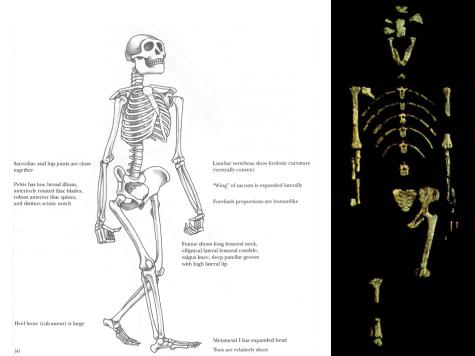 Sacroiliac and hip joints are close
together
Pelvis has low, broad ilium,
anteriorly rotated iliac blades,
robust anterior iliac spines,
and distinct sciatic notch
Lumbar vertebrae show lordotic curvature
(ventrally convex)
"Wing" of sacrum is expanded laterally
Forelimb proportions are humanlike
Femur shows long femoral neck,
elliptical lateral femoral condyle,
valgus knee, deep patellar groove
with high lateral lip
Heel bone (calcaneus) is large
Metatarsal I has expanded head
Toes are relatively short